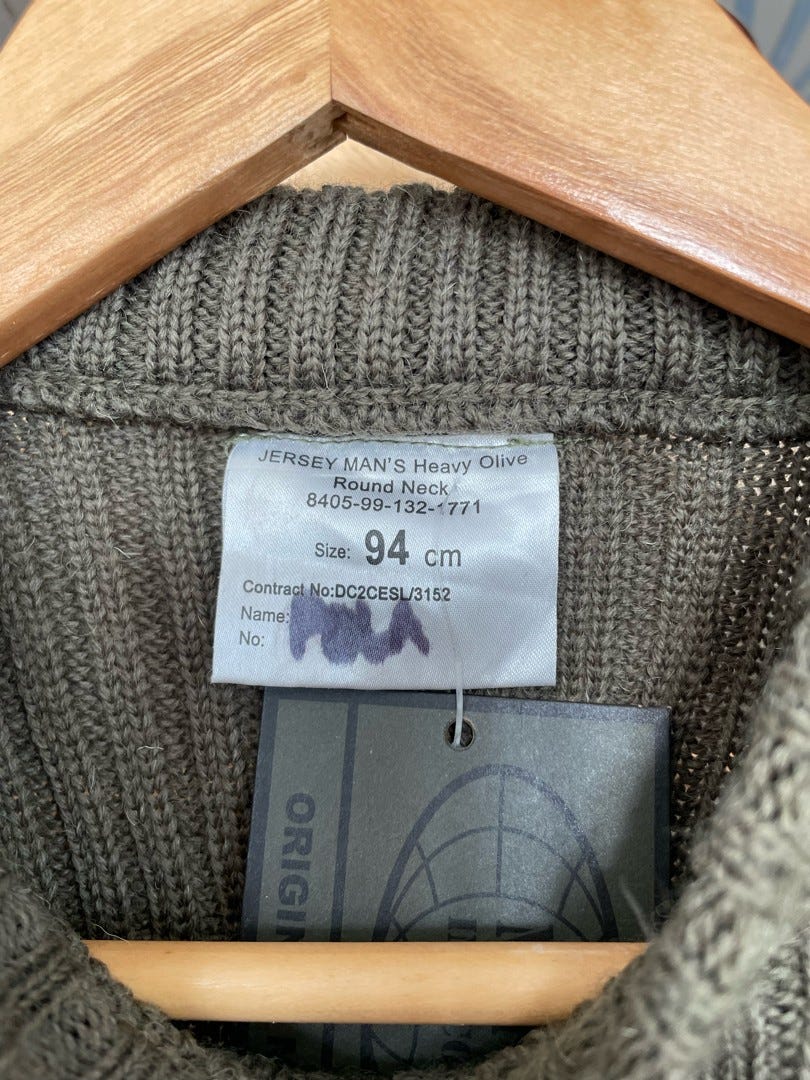 JERSEY MAN'S Heavy Olive
Round Neck
8405-99-132-1771
Size: 94 cm
Contract No:DC2CESL/3152
Name:
No: